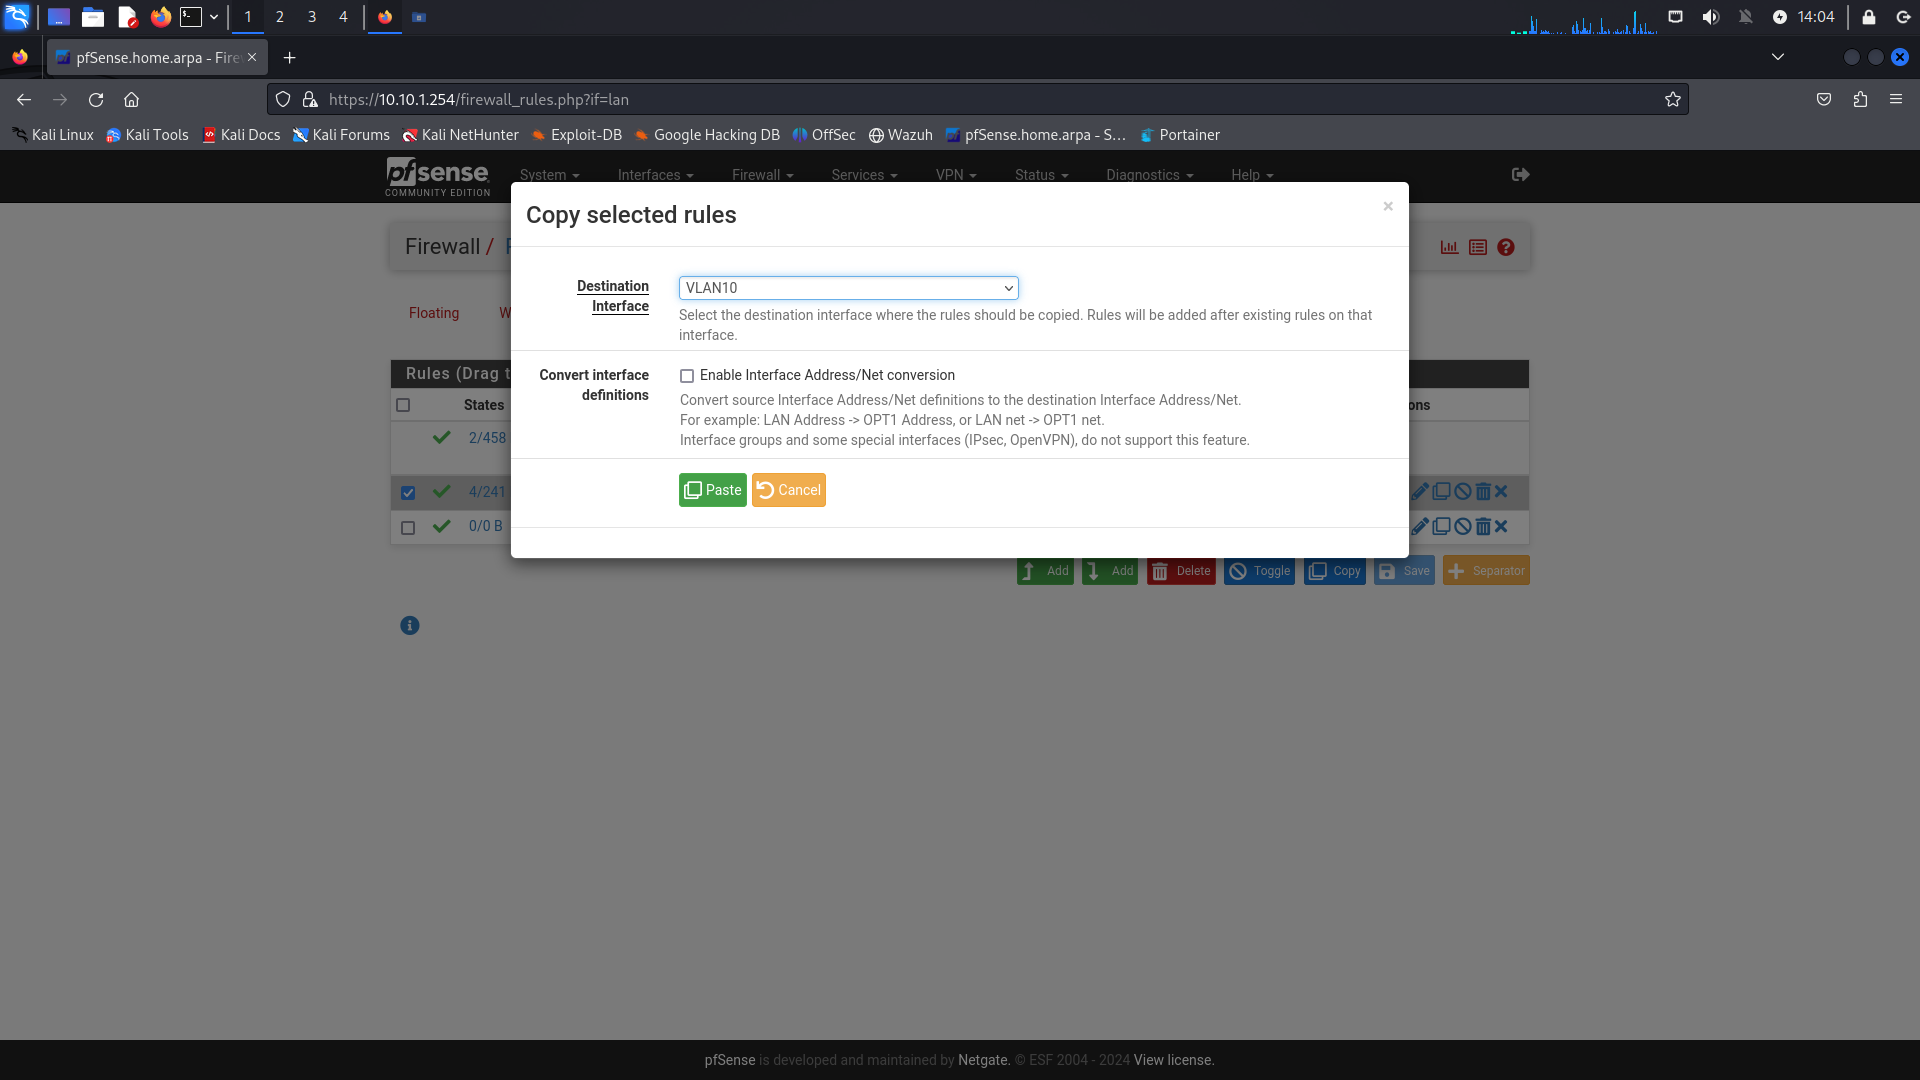 1 2 3 4 14:04
pfSense.home.arpa - Fire
https://10.10.1.254/firewall_rules.php?if=lan
Kali Linux Kali Tools Kali Docs Kali Forums Kali NetHunter Exploit-DB Google Hacking DB OffSec Wazuh pfSense.home.arpa - S… Portainer
pfsense
COMMUNITY EDITION
System Interfaces Firewall Services VPN Status Diagnostics Help
Copy selected rules ×
Firewall /
Destination
Interface
VLAN10
Select the destination interface where the rules should be copied. Rules will be added after existing rules on that
interface.
Floating W
Convert interface
definitions
Enable Interface Address/Net conversion
Convert source Interface Address/Net definitions to the destination Interface Address/Net.
For example: LAN Address -> OPT1 Address, or LAN net -> OPT1 net.
Interface groups and some special interfaces (IPsec, OpenVPN), do not support this feature.
Rules (Drag t
States ons
2/458
4/241
0/0 B
Paste Cancel
Add Add Delete Toggle Copy Save Separator
pfSense is developed and maintained by Netgate. © ESF 2004 - 2024 View license.